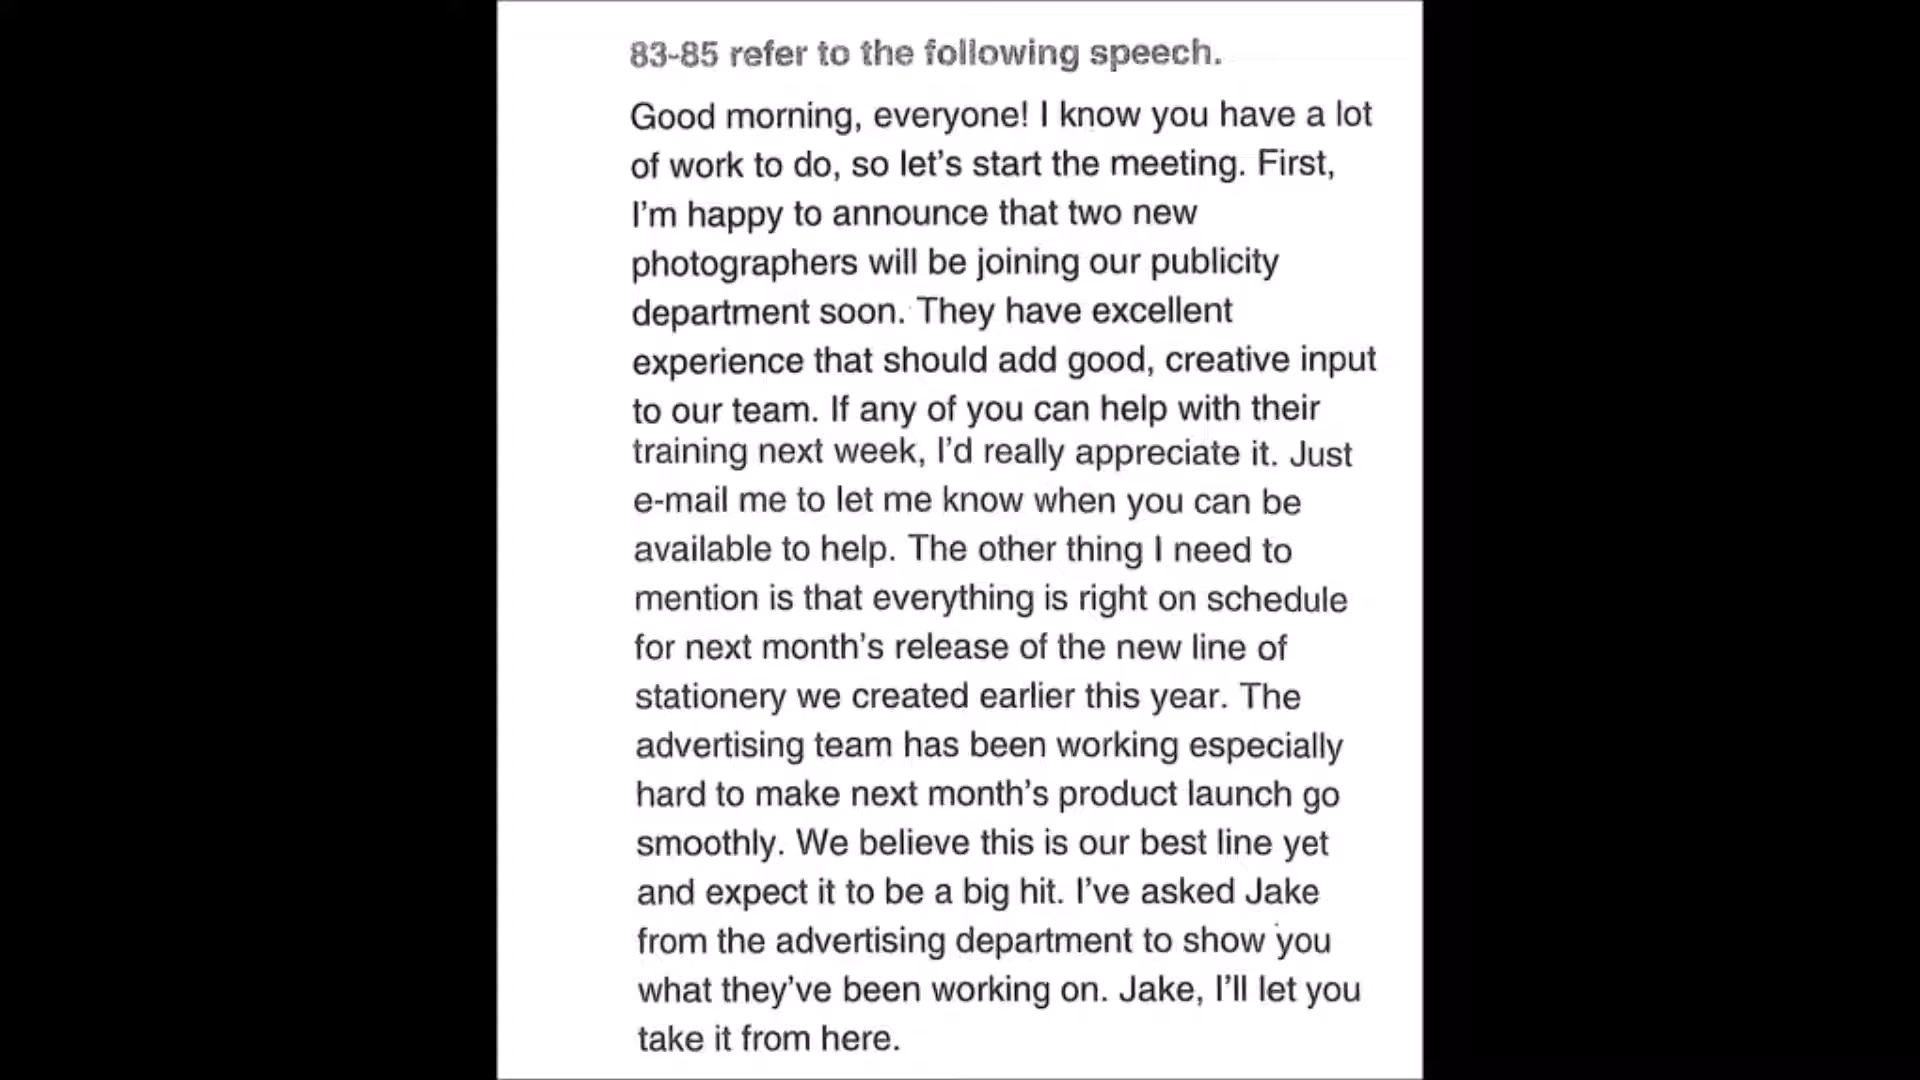 83-85 refer to the following speech.
Good morning, everyone! I know you have a lot
of work to do, so let's start the meeting. First,
I'm happy to announce that two new
photographers will be joining our publicity
department soon. They have excellent
experience that should add good, creative input
to our team. If any of you can help with their
training next week, I'd really appreciate it. Just
e-mail me to let me know when you can be
available to help. The other thing I need to
mention is that everything is right on schedule
for next month's release of the new line of
stationery we created earlier this year. The
advertising team has been working especially
hard to make next month's product launch go
smoothly. We believe this is our best line yet
and expect it to be a big hit. I've asked Jake
from the advertising department to show you
what they've been working on. Jake, I'll let you
take it from here.